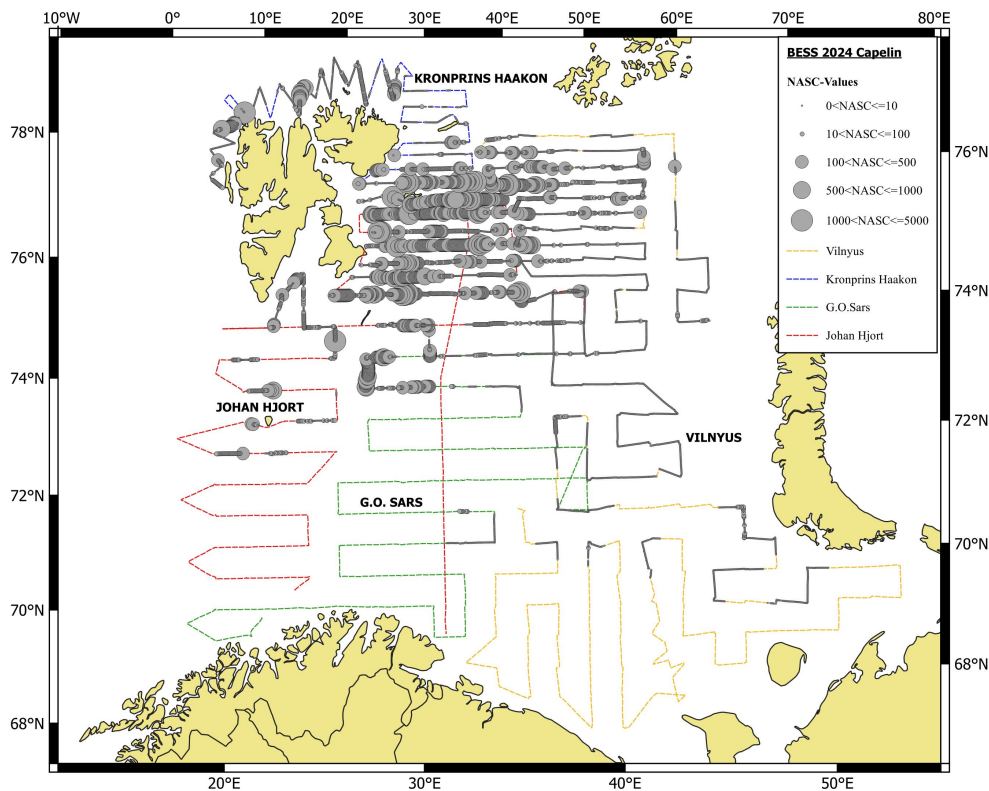 10°W 0° 10°E 20°E 30°E 40°E 50°E 60°E 70°E 80°E
BESS 2024 Capelin
NASC-Values
0<NASC<=10
10<NASC<=100
100<NASC<=500
500<NASC<=1000
1000<NASC<=5000
Vilnyus
Kronprins Haakon
G.O.Sars
Johan Hjort
KRONPRINS HAAKON
78°N
76°N
76°N
74°N
74°N
JOHAN HJORT
72°N
VILNYUS
72°N
G.O. SARS
70°N
70°N
68°N
68°N
20°E 30°E 40°E 50°E